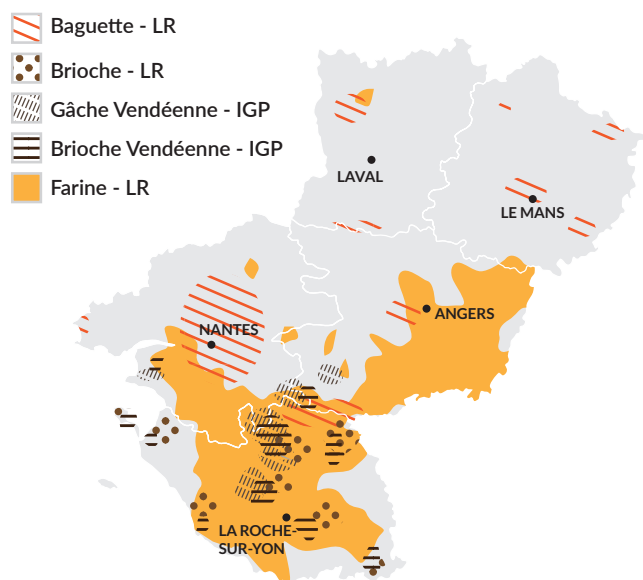 Baguette - LR
Brioche - LR
Gâche Vendéenne - IGP
Brioche Vendéenne - IGP
Farine - LR
LAVAL
LE MANS
ANGERS
NANTES
LA ROCHE-
SUR-YON